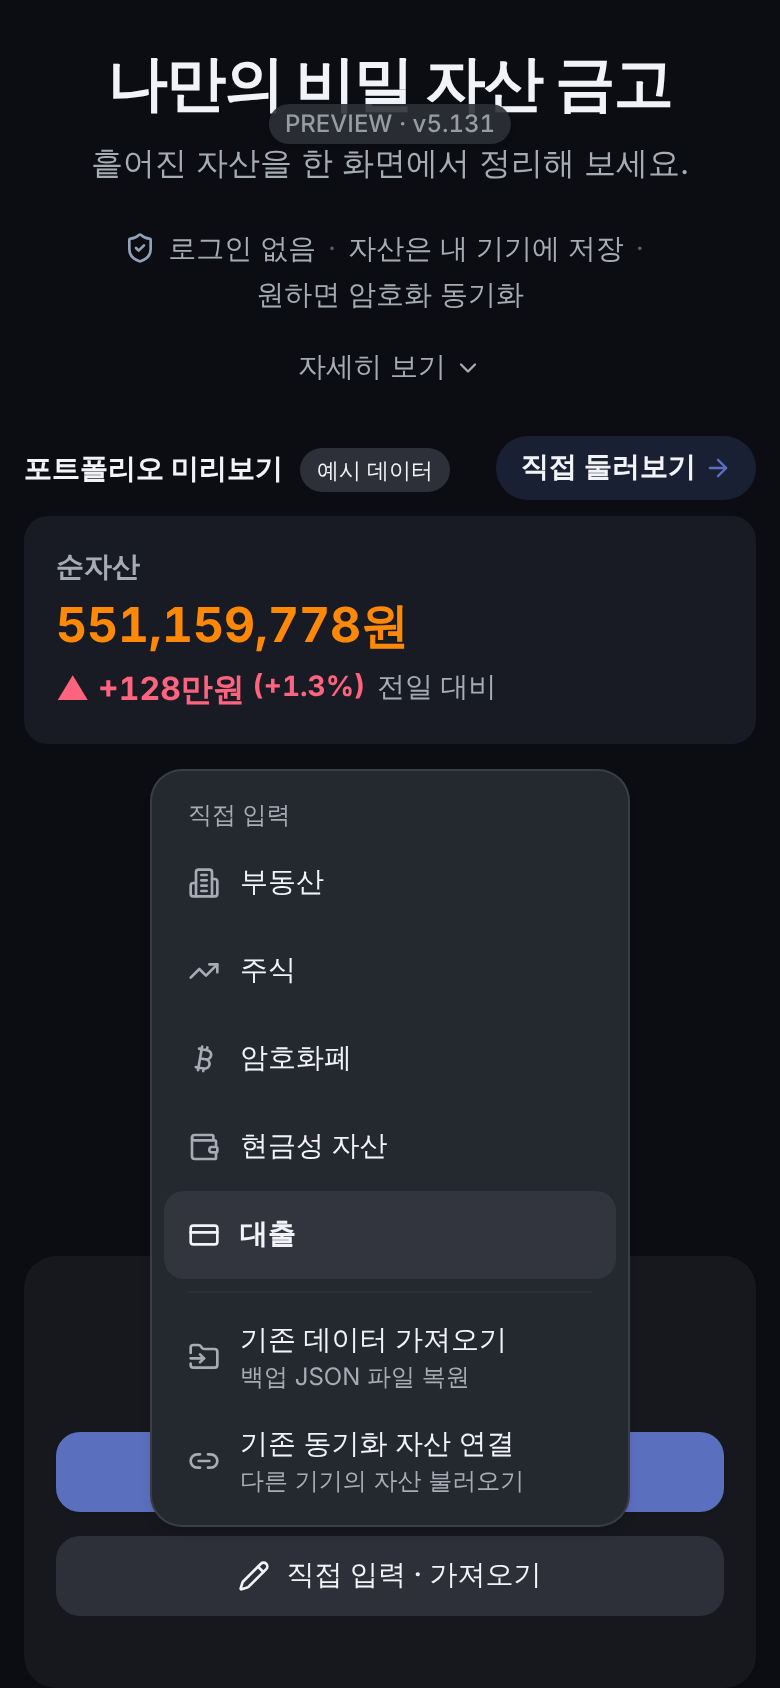 나만의 비밀 자산 금고
PREVIEW · v5.131
흩어진 자산을 한 화면에서 정리해 보세요.
로그인 없음 · 자산은 내 기기에 저장 ·
원하면 암호화 동기화
자세히 보기
포트폴리오 미리보기 예시 데이터 직접 둘러보기 →
순자산
551,159,778원
▲ +128만원 (+1.3%) 전일 대비
직접 입력
부동산
주식
암호화폐
현금성 자산
대출
기존 데이터 가져오기
백업 JSON 파일 복원
기존 동기화 자산 연결
다른 기기의 자산 불러오기
직접 입력 · 가져오기